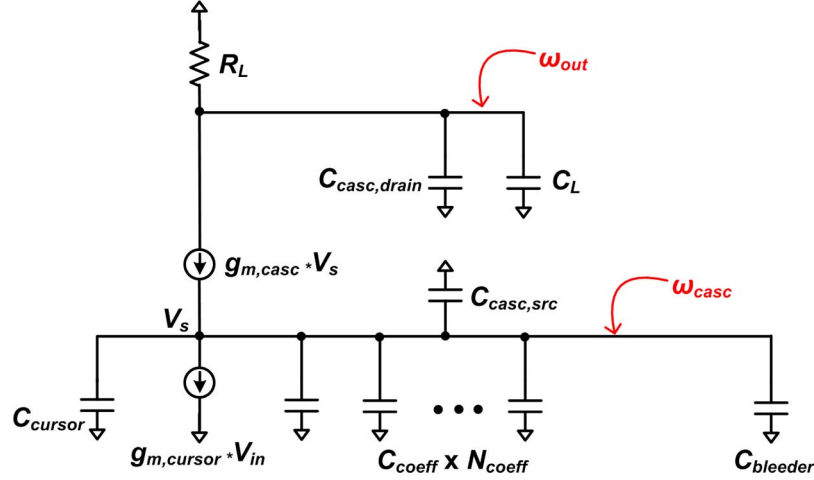 R_L
ω_out
C_casc,drain
C_L
g_m,casc *V_s
C_casc,src
ω_casc
V_s
C_cursor
g_m,cursor *V_in
C_coeff x N_coeff
C_bleeder